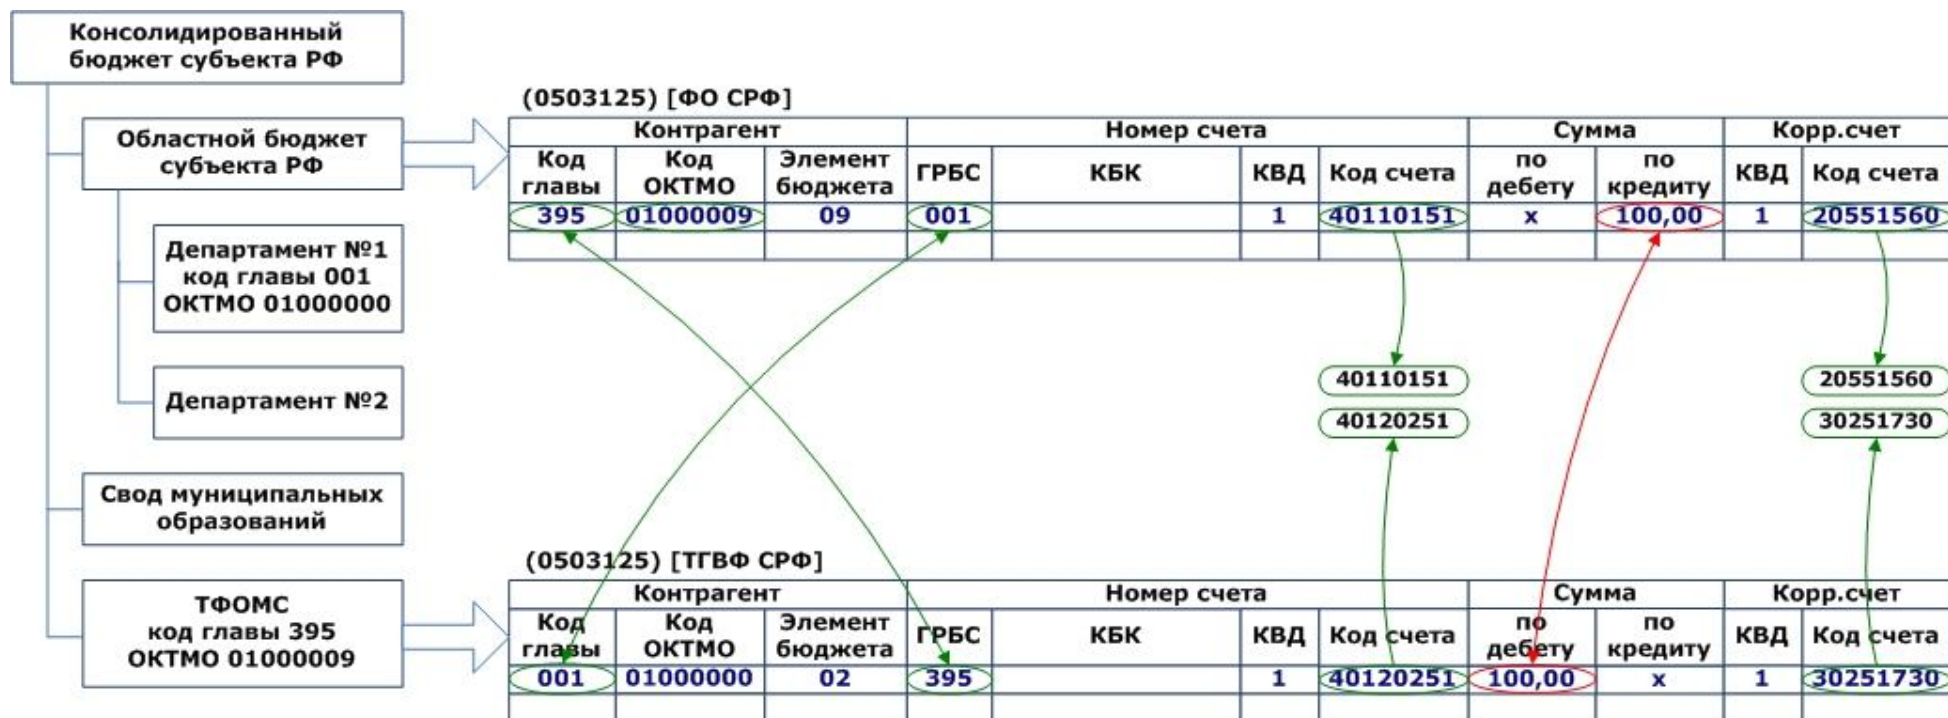 Консолидированный
бюджет субъекта РФ
Областной бюджет
субъекта РФ
Департамент №1
код главы 001
ОКТМО 01000000
Департамент №2
Свод муниципальных
образований
ТФОМС
код главы 395
ОКТМО 01000009
(0503125) [ФО СРФ]
Контрагент Номер счета Сумма Корр.счет
Код главы Код ОКТМО Элемент бюджета ГРБС КБК КВД Код счета по дебету по кредиту КВД Код счета
395 01000009 09 001 1 40110151 х 100,00 1 20551560
40110151 20551560
40120251 30251730
(0503125) [ТГВФ СРФ]
Контрагент Номер счета Сумма Корр.счет
Код главы Код ОКТМО Элемент бюджета ГРБС КБК КВД Код счета по дебету по кредиту КВД Код счета
001 01000000 02 395 1 40120251 100,00 х 1 30251730